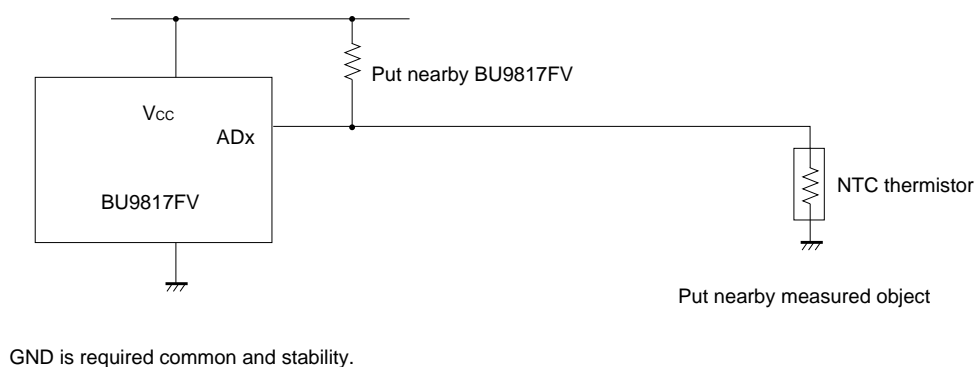 Put nearby BU9817FV
VCC
ADx
NTC thermistor
BU9817FV
Put nearby measured object
GND is required common and stability.